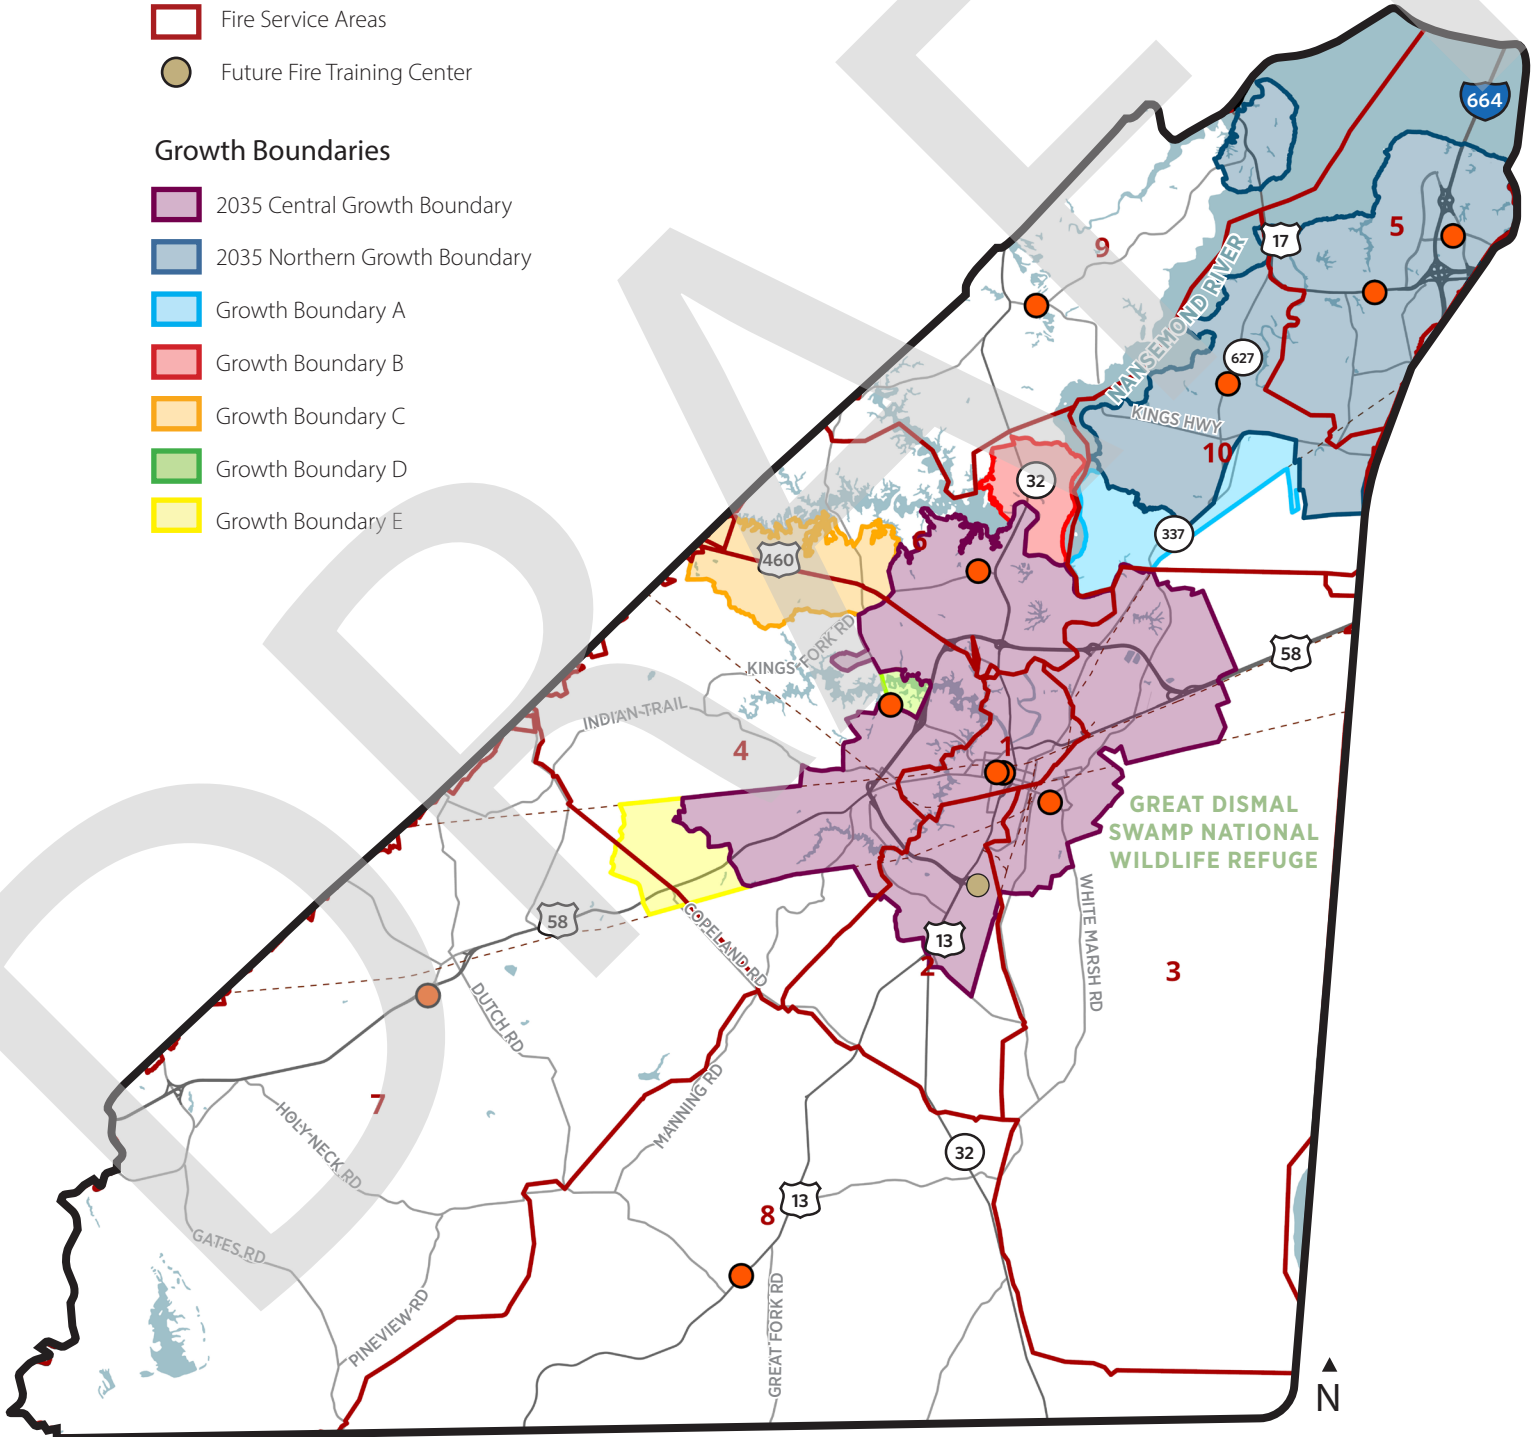 Fire Service Areas
Future Fire Training Center
Growth Boundaries
2035 Central Growth Boundary
2035 Northern Growth Boundary
Growth Boundary A
Growth Boundary B
Growth Boundary C
Growth Boundary D
Growth Boundary E
DRAFT
664
5
17
9
NANSEMOND RIVER
627
KINGS HWY
10
32
337
6
460
KINGS FORK RD
58
INDIAN TRAIL
4
1
GREAT DISMAL
SWAMP NATIONAL
WILDLIFE REFUGE
58
COPELAND RD
WHITE MARSH RD
13
2
3
DUTCH RD
MANNING RD
7
HOLY NECK RD
32
13
8
GATES RD
PINEVIEW RD
GREAT FORK RD
N